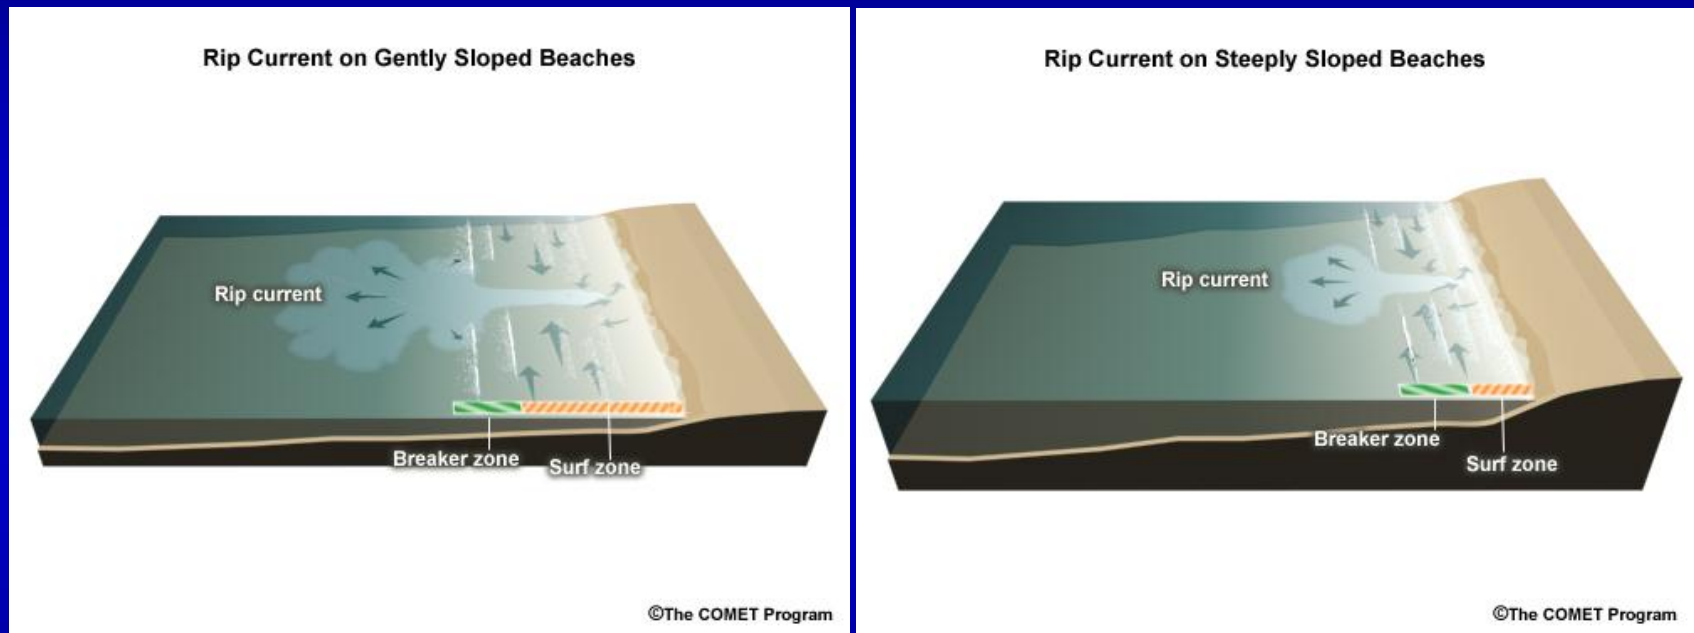 Rip Current on Gently Sloped Beaches
Rip current
Breaker zone
Surf zone
©The COMET Program
Rip Current on Steeply Sloped Beaches
Rip current
Breaker zone
Surf zone
©The COMET Program